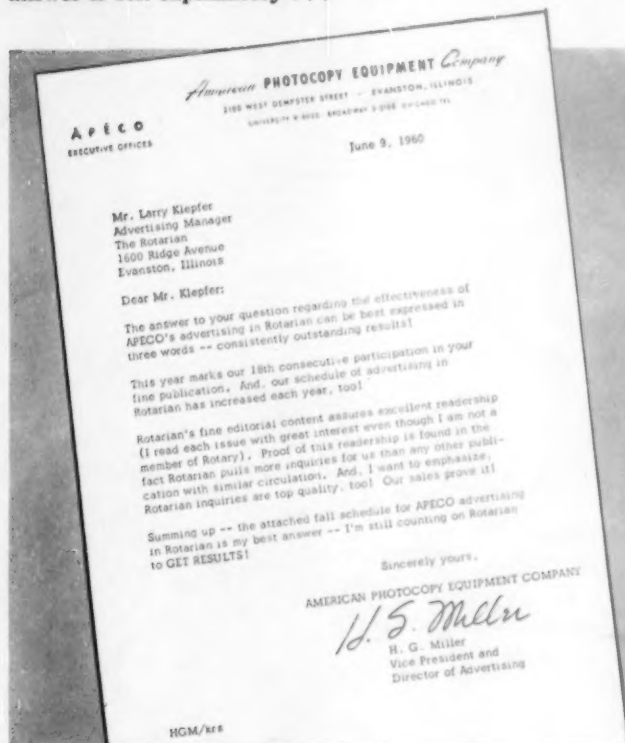 American PHOTOCOPY EQUIPMENT Company
2100 WEST DEMPSTER STREET - EVANSTON, ILLINOIS
APECO
EXECUTIVE OFFICES
June 9, 1960
Mr. Larry Klepfer
Advertising Manager
The Rotarian
1600 Ridge Avenue
Evanston, Illinois
Dear Mr. Klepfer:
The answer to your question regarding the effectiveness of
APECO's advertising in Rotarian can be best expressed in
three words -- consistently outstanding results!
This year marks our 18th consecutive participation in your
fine publication. And, our schedule of advertising in
Rotarian has increased each year, too!
Rotarian's fine editorial content assures excellent readership
(I read each issue with great interest even though I am not a
member of Rotary). Proof of this readership is found in the
fact Rotarian pulls more inquiries for us than any other publi-
cation with similar circulation. And, I want to emphasize,
Rotarian inquiries are top quality, too! Our sales prove it!
Summing up -- the attached fall schedule for APECO advertising
in Rotarian is my best answer -- I'm still counting on Rotarian
to GET RESULTS!
Sincerely yours,
AMERICAN PHOTOCOPY EQUIPMENT COMPANY
H. G. Miller
H. G. Miller
Vice President and
Director of Advertising
HGM/krs